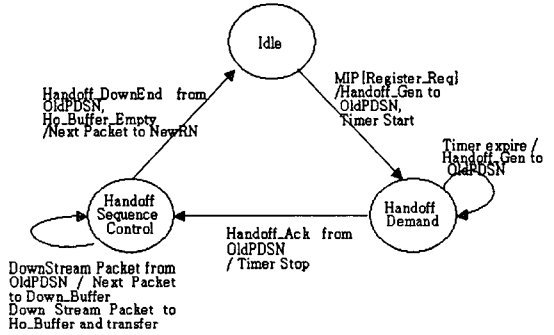 Idle
Handoff_DownEnd from
OldPDSN,
Ho_Buffer_Empty
/Next Packet to NewRN
MIP{Register_Req}
/Handoff_Gen to
OldPDSN,
Timer Start
Timer expire /
Handoff_Gen to
OldPDSN
Handoff
Sequence
Control
Handoff
Demand
Handoff_Ack from
OldPDSN
/ Timer Stop
DownStream Packet from
OldPDSN / Next Packet
to Down_Buffer
Down Stream Packet to
Ho_Buffer and transfer